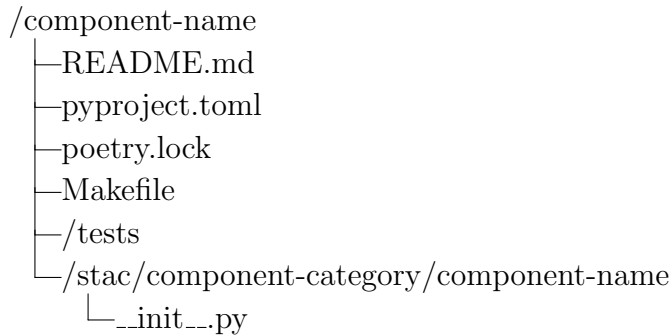 /component-name
README.md
pyproject.toml
poetry.lock
Makefile
/tests
/stac/component-category/component-name
__init__.py